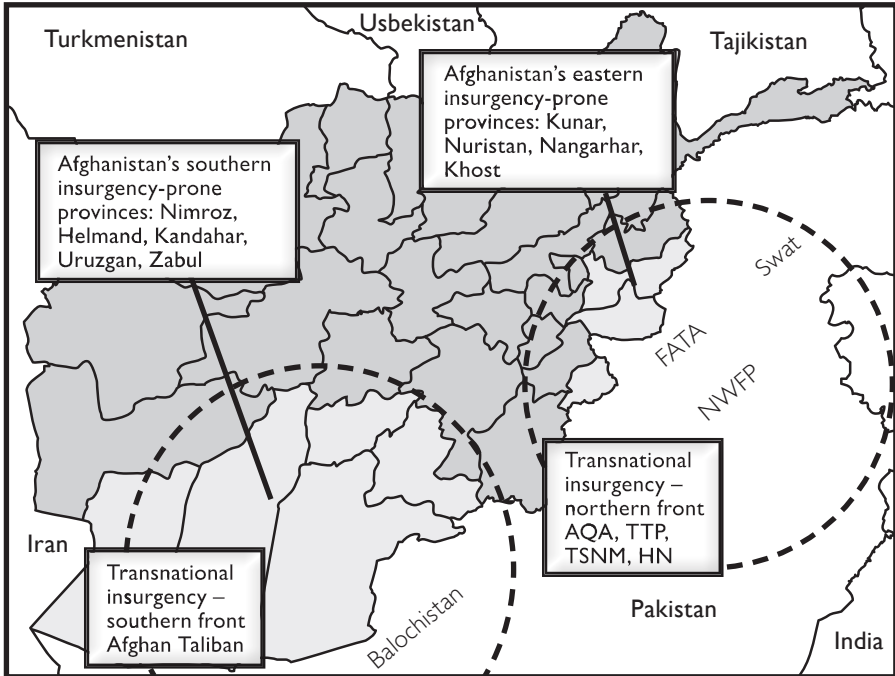 Turkmenistan
Usbekistan
Tajikistan
Afghanistan's eastern
insurgency-prone
provinces: Kunar,
Nuristan, Nangarhar,
Khost
Afghanistan's southern
insurgency-prone
provinces: Nimroz,
Helmand, Kandahar,
Uruzgan, Zabul
Swat
FATA
NWFP
Transnational
insurgency –
northern front
AQA, TTP,
TSNM, HN
Iran
Transnational
insurgency –
southern front
Afghan Taliban
Balochistan
Pakistan
India